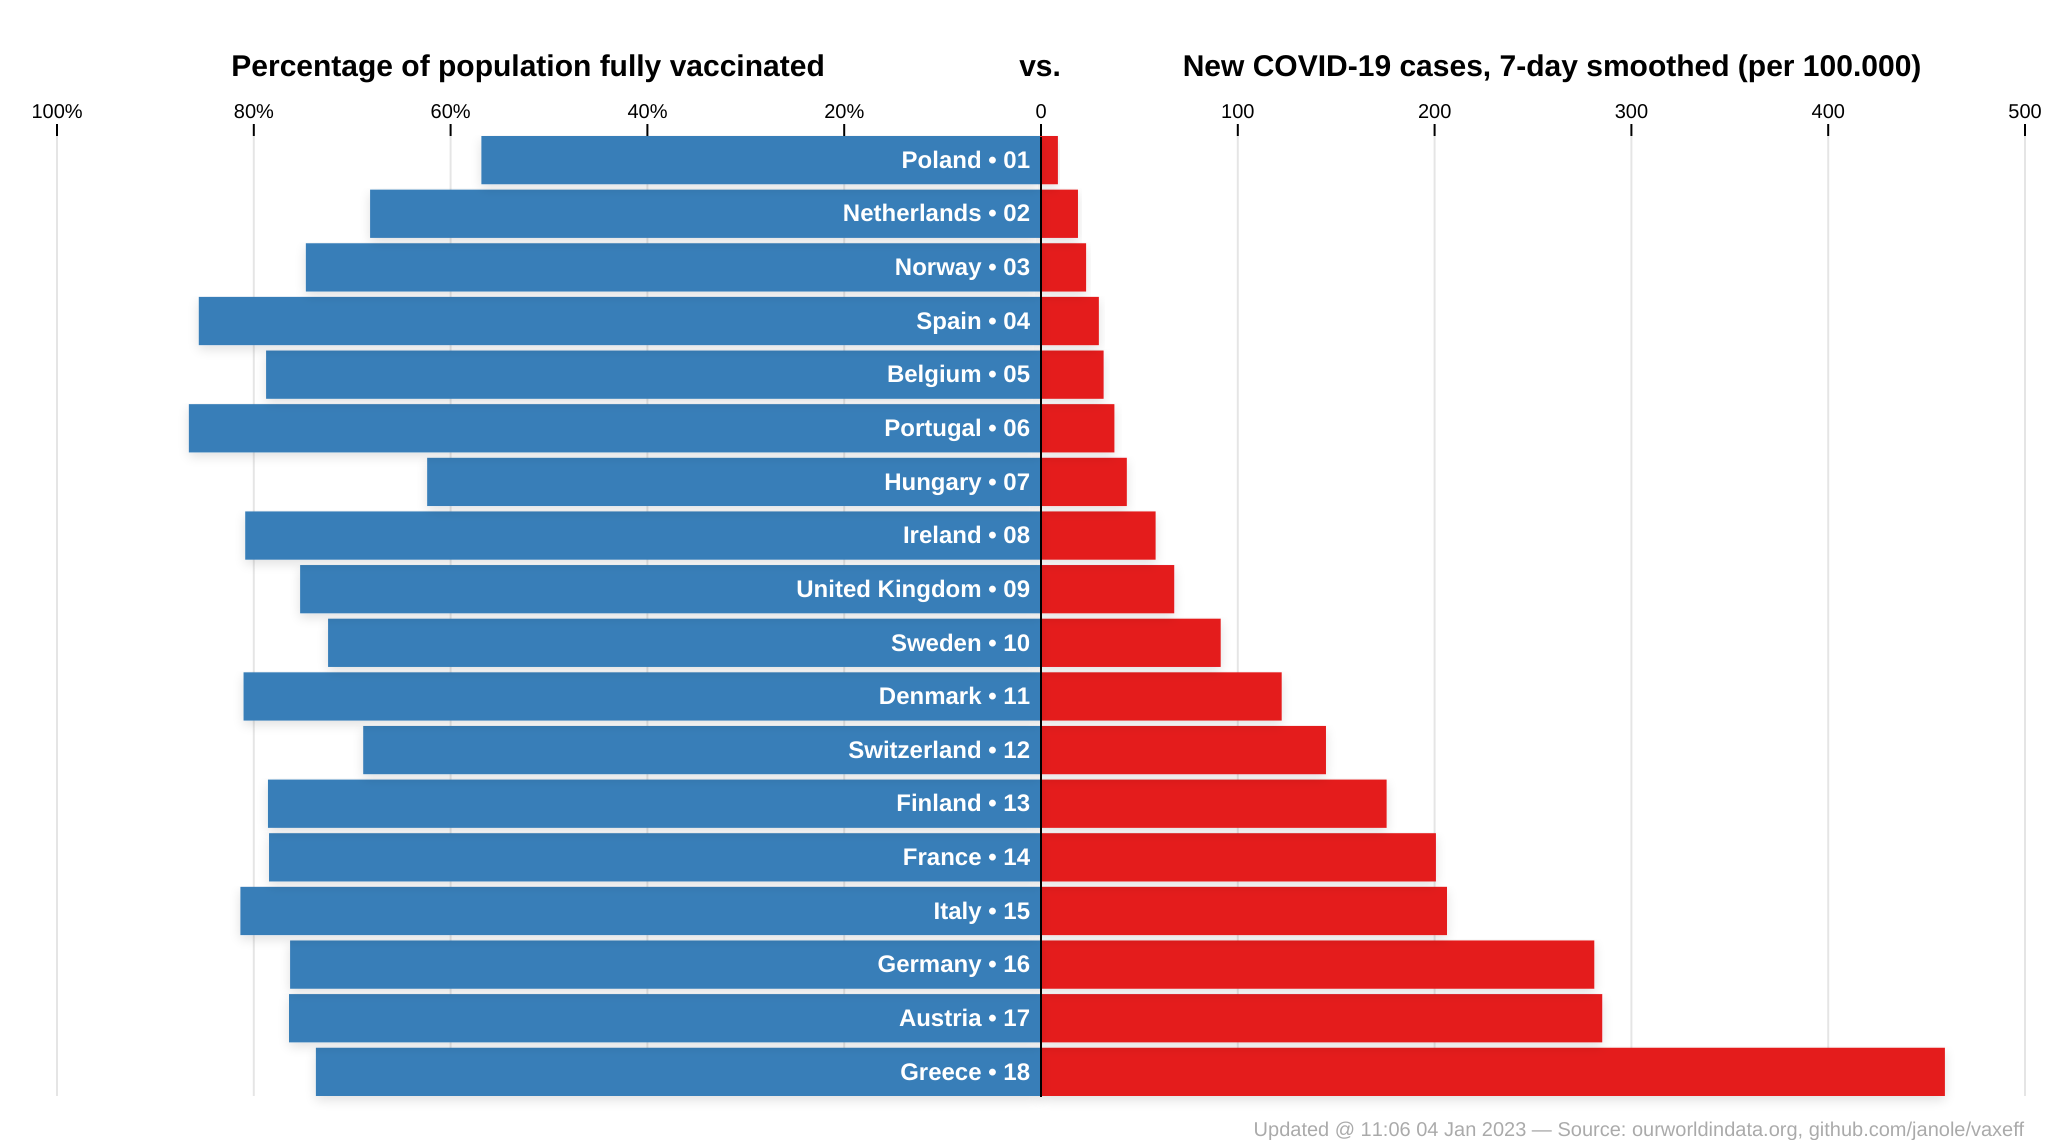 Percentage of population fully vaccinated vs. New COVID-19 cases, 7-day smoothed (per 100.000)
100% 80% 60% 40% 20% 0 100 200 300 400 500
Poland • 01
Netherlands • 02
Norway • 03
Spain • 04
Belgium • 05
Portugal • 06
Hungary • 07
Ireland • 08
United Kingdom • 09
Sweden • 10
Denmark • 11
Switzerland • 12
Finland • 13
France • 14
Italy • 15
Germany • 16
Austria • 17
Greece • 18
Updated @ 11:06 04 Jan 2023 — Source: ourworldindata.org, github.com/janole/vaxeff